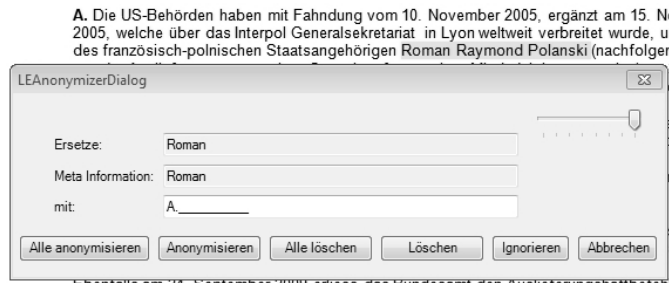 A. Die US-Behörden haben mit Fahndung vom 10. November 2005, ergänzt am 15. N
2005, welche über das Interpol Generalsekretariat in Lyon weltweit verbreitet wurde, u
des französisch-polnischen Staatsangehörigen Roman Raymond Polanski (nachfolger
LEAnonymizerDialog
Ersetze: Roman
Meta Information: Roman
mit: A.__________
Alle anonymisieren Anonymisieren Alle löschen Löschen Ignorieren Abbrechen